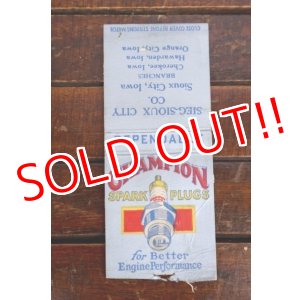 CLOSE COVER BEFORE STRIKING MATCH
Orange City, Iowa
Hawarden, Iowa
Cherokee, Iowa
BRANCHES
Sioux City, Iowa
CO.
SIEG-SIOUX CITY
SOLD OUT!!
DEPENDABLE
CHAMPION
SPARK PLUGS
for Better
Engine Performance